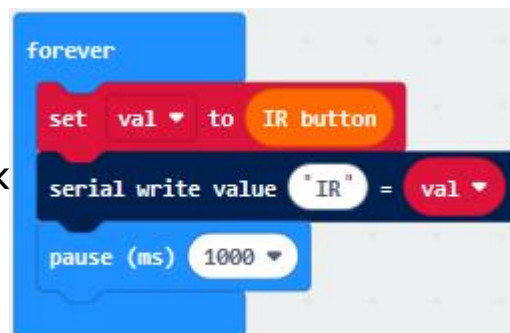 forever
set val to IR button
k
serial write value "IR" = val
pause (ms) 1000